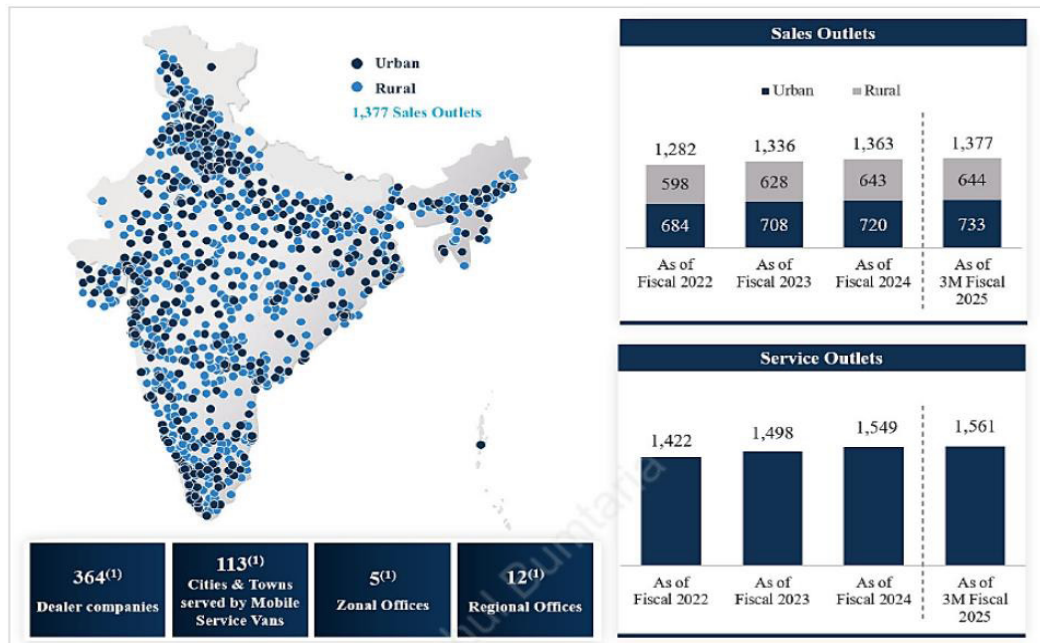 Urban
Rural
1,377 Sales Outlets
364(1)
Dealer companies
113(1)
Cities & Towns
served by Mobile
Service Vans
5(1)
Zonal Offices
12(1)
Regional Offices
Sales Outlets
Urban Rural
1,282 1,336 1,363 1,377
598 628 643 644
684 708 720 733
As of As of As of As of
Fiscal 2022 Fiscal 2023 Fiscal 2024 3M Fiscal
2025
Service Outlets
1,422 1,498 1,549 1,561
As of As of As of As of
Fiscal 2022 Fiscal 2023 Fiscal 2024 3M Fiscal
2025